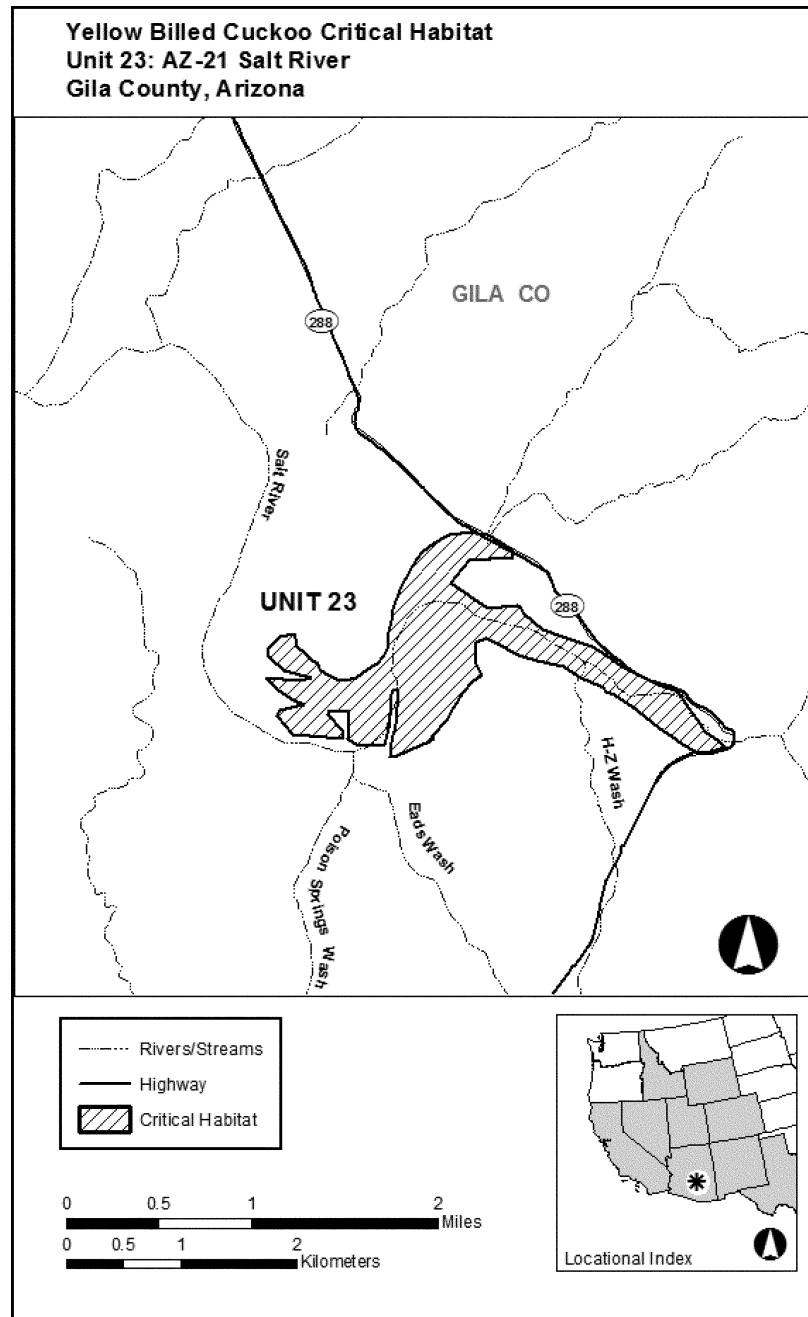 Yellow Billed Cuckoo Critical Habitat
Unit 23: AZ-21 Salt River
Gila County, Arizona
GILA CO
288
Salt River
UNIT 23
288
H-Z Wash
Eads Wash
Poison Springs Wash
Rivers/Streams
Highway
Critical Habitat
0 0.5 1 2
Miles
0 0.5 1 2
Kilometers
Locational Index